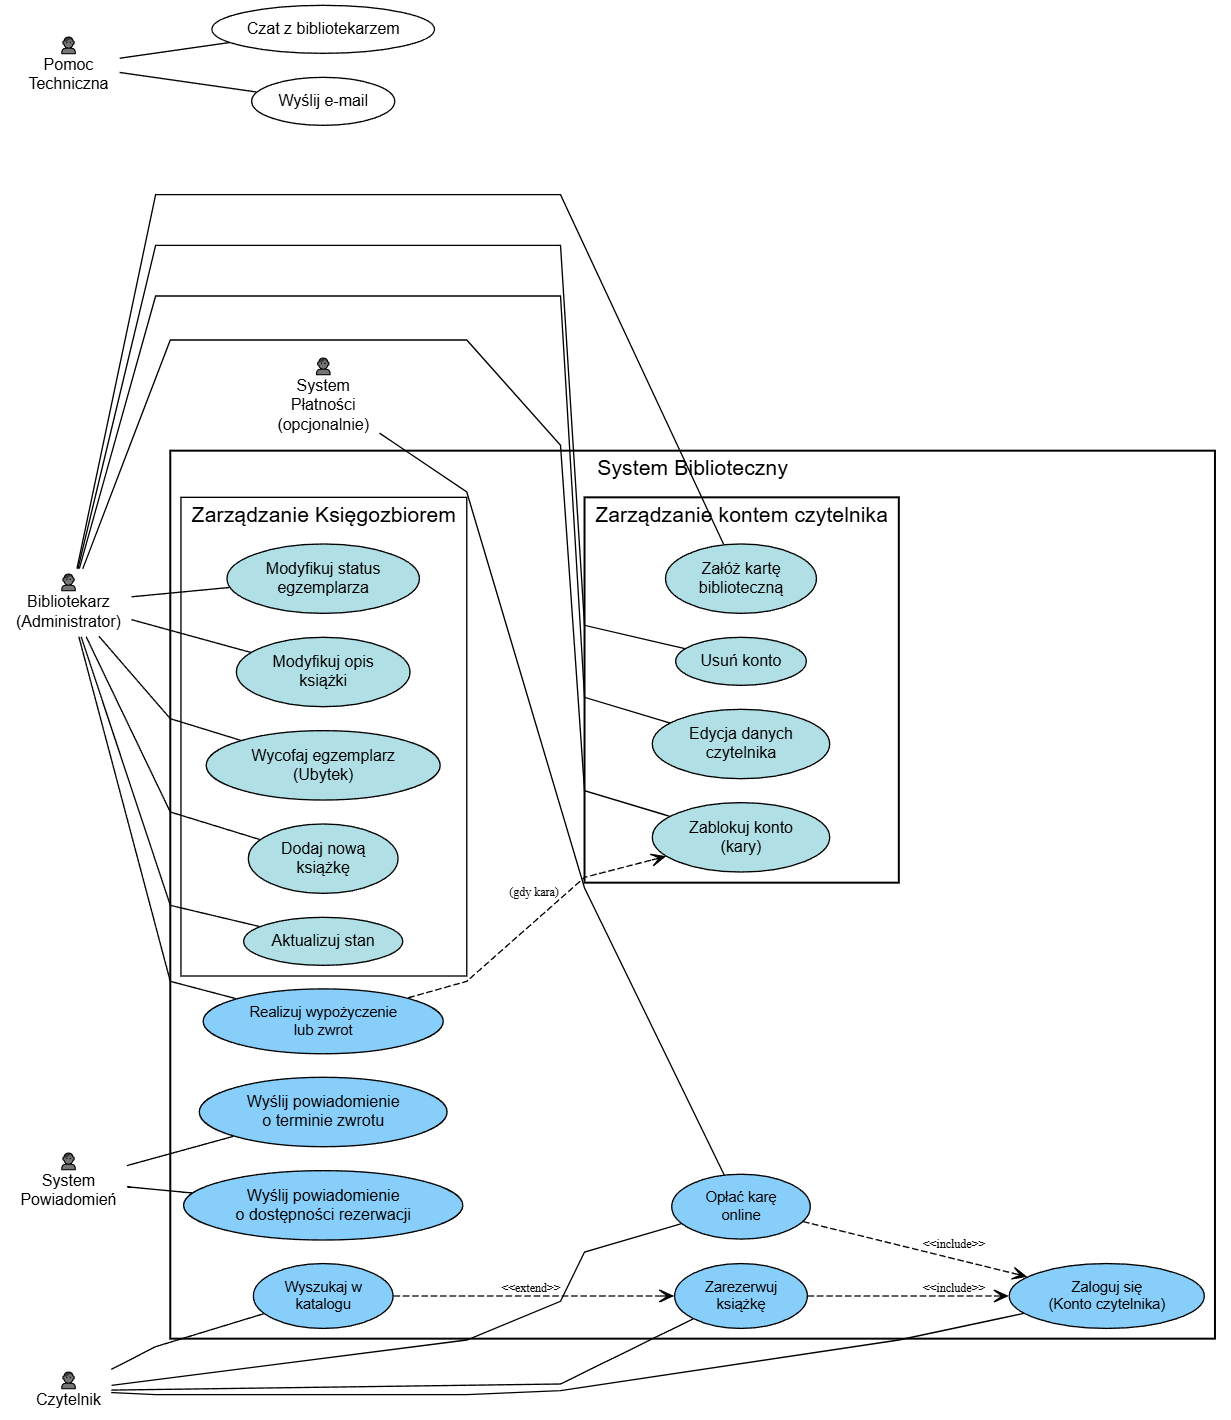 Czat z bibliotekarzem
Pomoc
Techniczna
Wyślij e-mail
System
Płatności
(opcjonalnie)
System Biblioteczny
Zarządzanie Księgozbiorem
Zarządzanie kontem czytelnika
Modyfikuj status
egzemplarza
Załóż kartę
biblioteczną
Bibliotekarz
(Administrator)
Modyfikuj opis
książki
Usuń konto
Wycofaj egzemplarz
(Ubytek)
Edycja danych
czytelnika
Dodaj nową
książkę
Zablokuj konto
(kary)
(gdy kara)
Aktualizuj stan
Realizuj wypożyczenie
lub zwrot
Wyślij powiadomienie
o terminie zwrotu
System
Powiadomień
Wyślij powiadomienie
o dostępności rezerwacji
Opłać karę
online
<<include>>
Wyszukaj w
katalogu
<<extend>>
Zarezerwuj
książkę
<<include>>
Zaloguj się
(Konto czytelnika)
Czytelnik